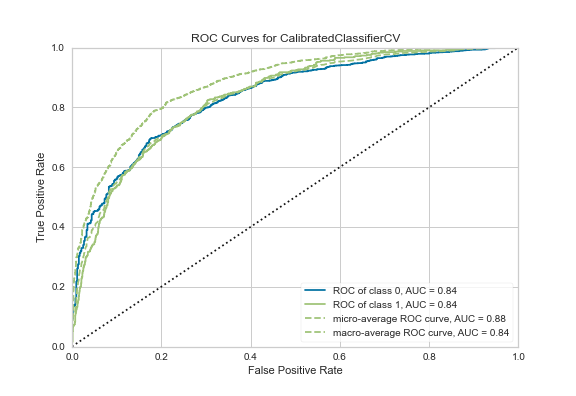 ROC Curves for CalibratedClassifierCV
1.0
0.8
0.6
0.4
0.2
0.0
True Positive Rate
ROC of class 0, AUC = 0.84
ROC of class 1, AUC = 0.84
micro-average ROC curve, AUC = 0.88
macro-average ROC curve, AUC = 0.84
0.0 0.2 0.4 0.6 0.8 1.0
False Positive Rate